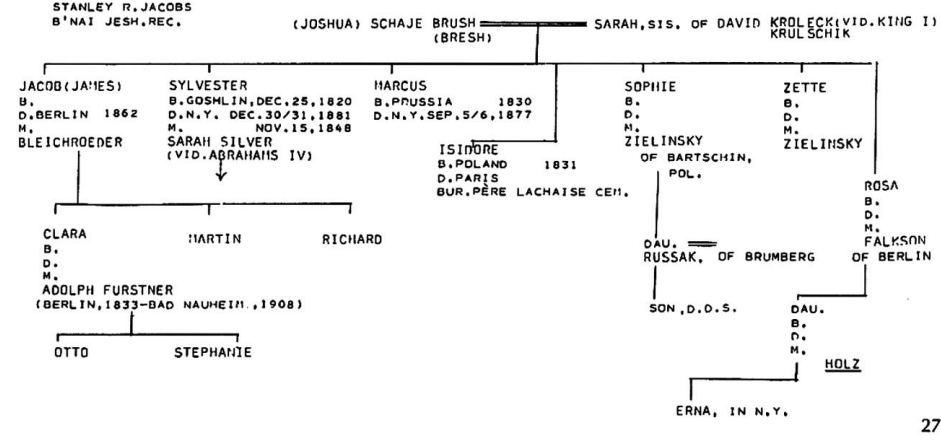 STANLEY R.JACOBS
B'NAI JESH.REC.
(JOSHUA) SCHAJE BRUSH
(BRESH)
SARAH,SIS. OF DAVID KROLECK(VID.KING I)
KRULSCHIK
JACOB(JAMES)
B.
D.BERLIN 1862
M.
BLEICHROEDER
SYLVESTER
B.GOSHLIN,DEC.25,1820
D.N.Y. DEC.30/31,1881
M. NOV.15,1848
SARAH SILVER
(VID.ABRAHAMS IV)
MARCUS
B.PRUSSIA 1830
D.N.Y.SEP.5/6,1877
ISIDORE
B.POLAND 1831
D.PARIS
BUR.PÈRE LACHAISE CEM.
SOPHIE
B.
D.
M.
ZIELINSKY
OF BARTSCHIN,
POL.
ZETTE
B.
D.
M.
ZIELINSKY
ROSA
B.
D.
M.
FALKSON
OF BERLIN
CLARA
B.
D.
M.
ADOLPH FURSTNER
(BERLIN,1833-BAD NAUHEIM.,1908)
MARTIN
RICHARD
DAU.
RUSSAK, OF BRUMBERG
SON,D.D.S.
DAU.
B.
D.
M.
HOLZ
OTTO
STEPHANIE
ERNA, IN N.Y.
27